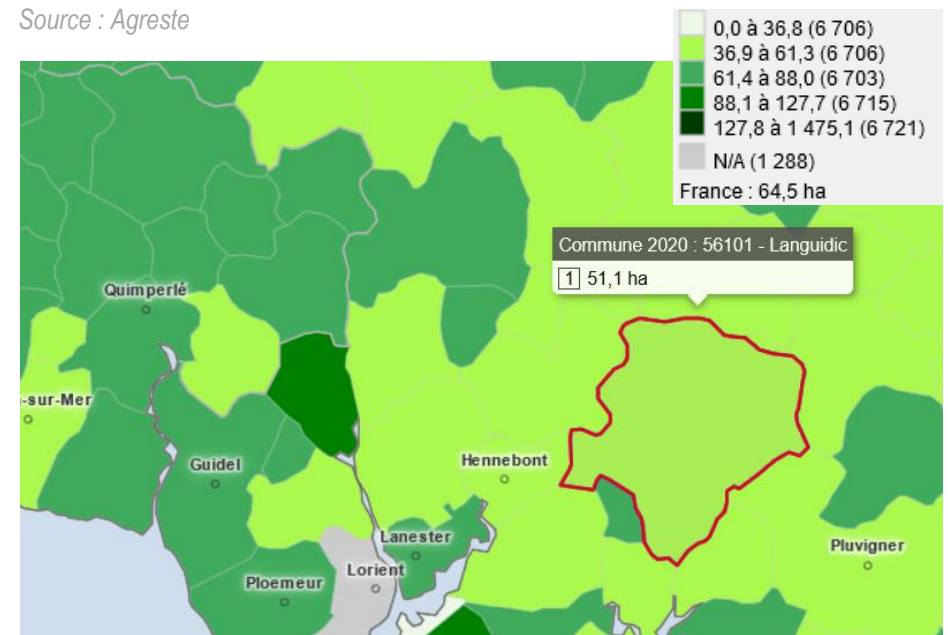 Source : Agreste
0,0 à 36,8 (6 706)
36,9 à 61,3 (6 706)
61,4 à 88,0 (6 703)
88,1 à 127,7 (6 715)
127,8 à 1 475,1 (6 721)
N/A (1 288)
France : 64,5 ha
Commune 2020 : 56101 - Languidic
1 51,1 ha
Quimperlé
-sur-Mer
Guidel
Hennebont
Lanester
Pluvigner
Lorient
Ploemeur